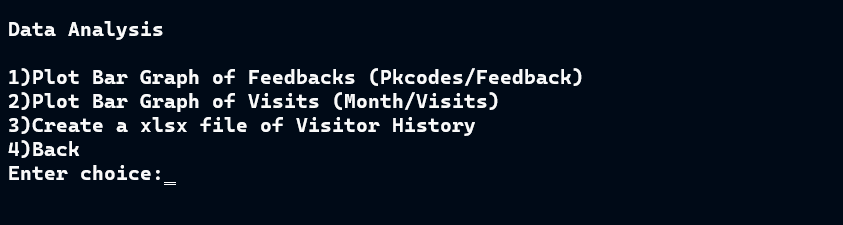 Data Analysis
1)Plot Bar Graph of Feedbacks (Pkcodes/Feedback)
2)Plot Bar Graph of Visits (Month/Visits)
3)Create a xlsx file of Visitor History
4)Back
Enter choice:_